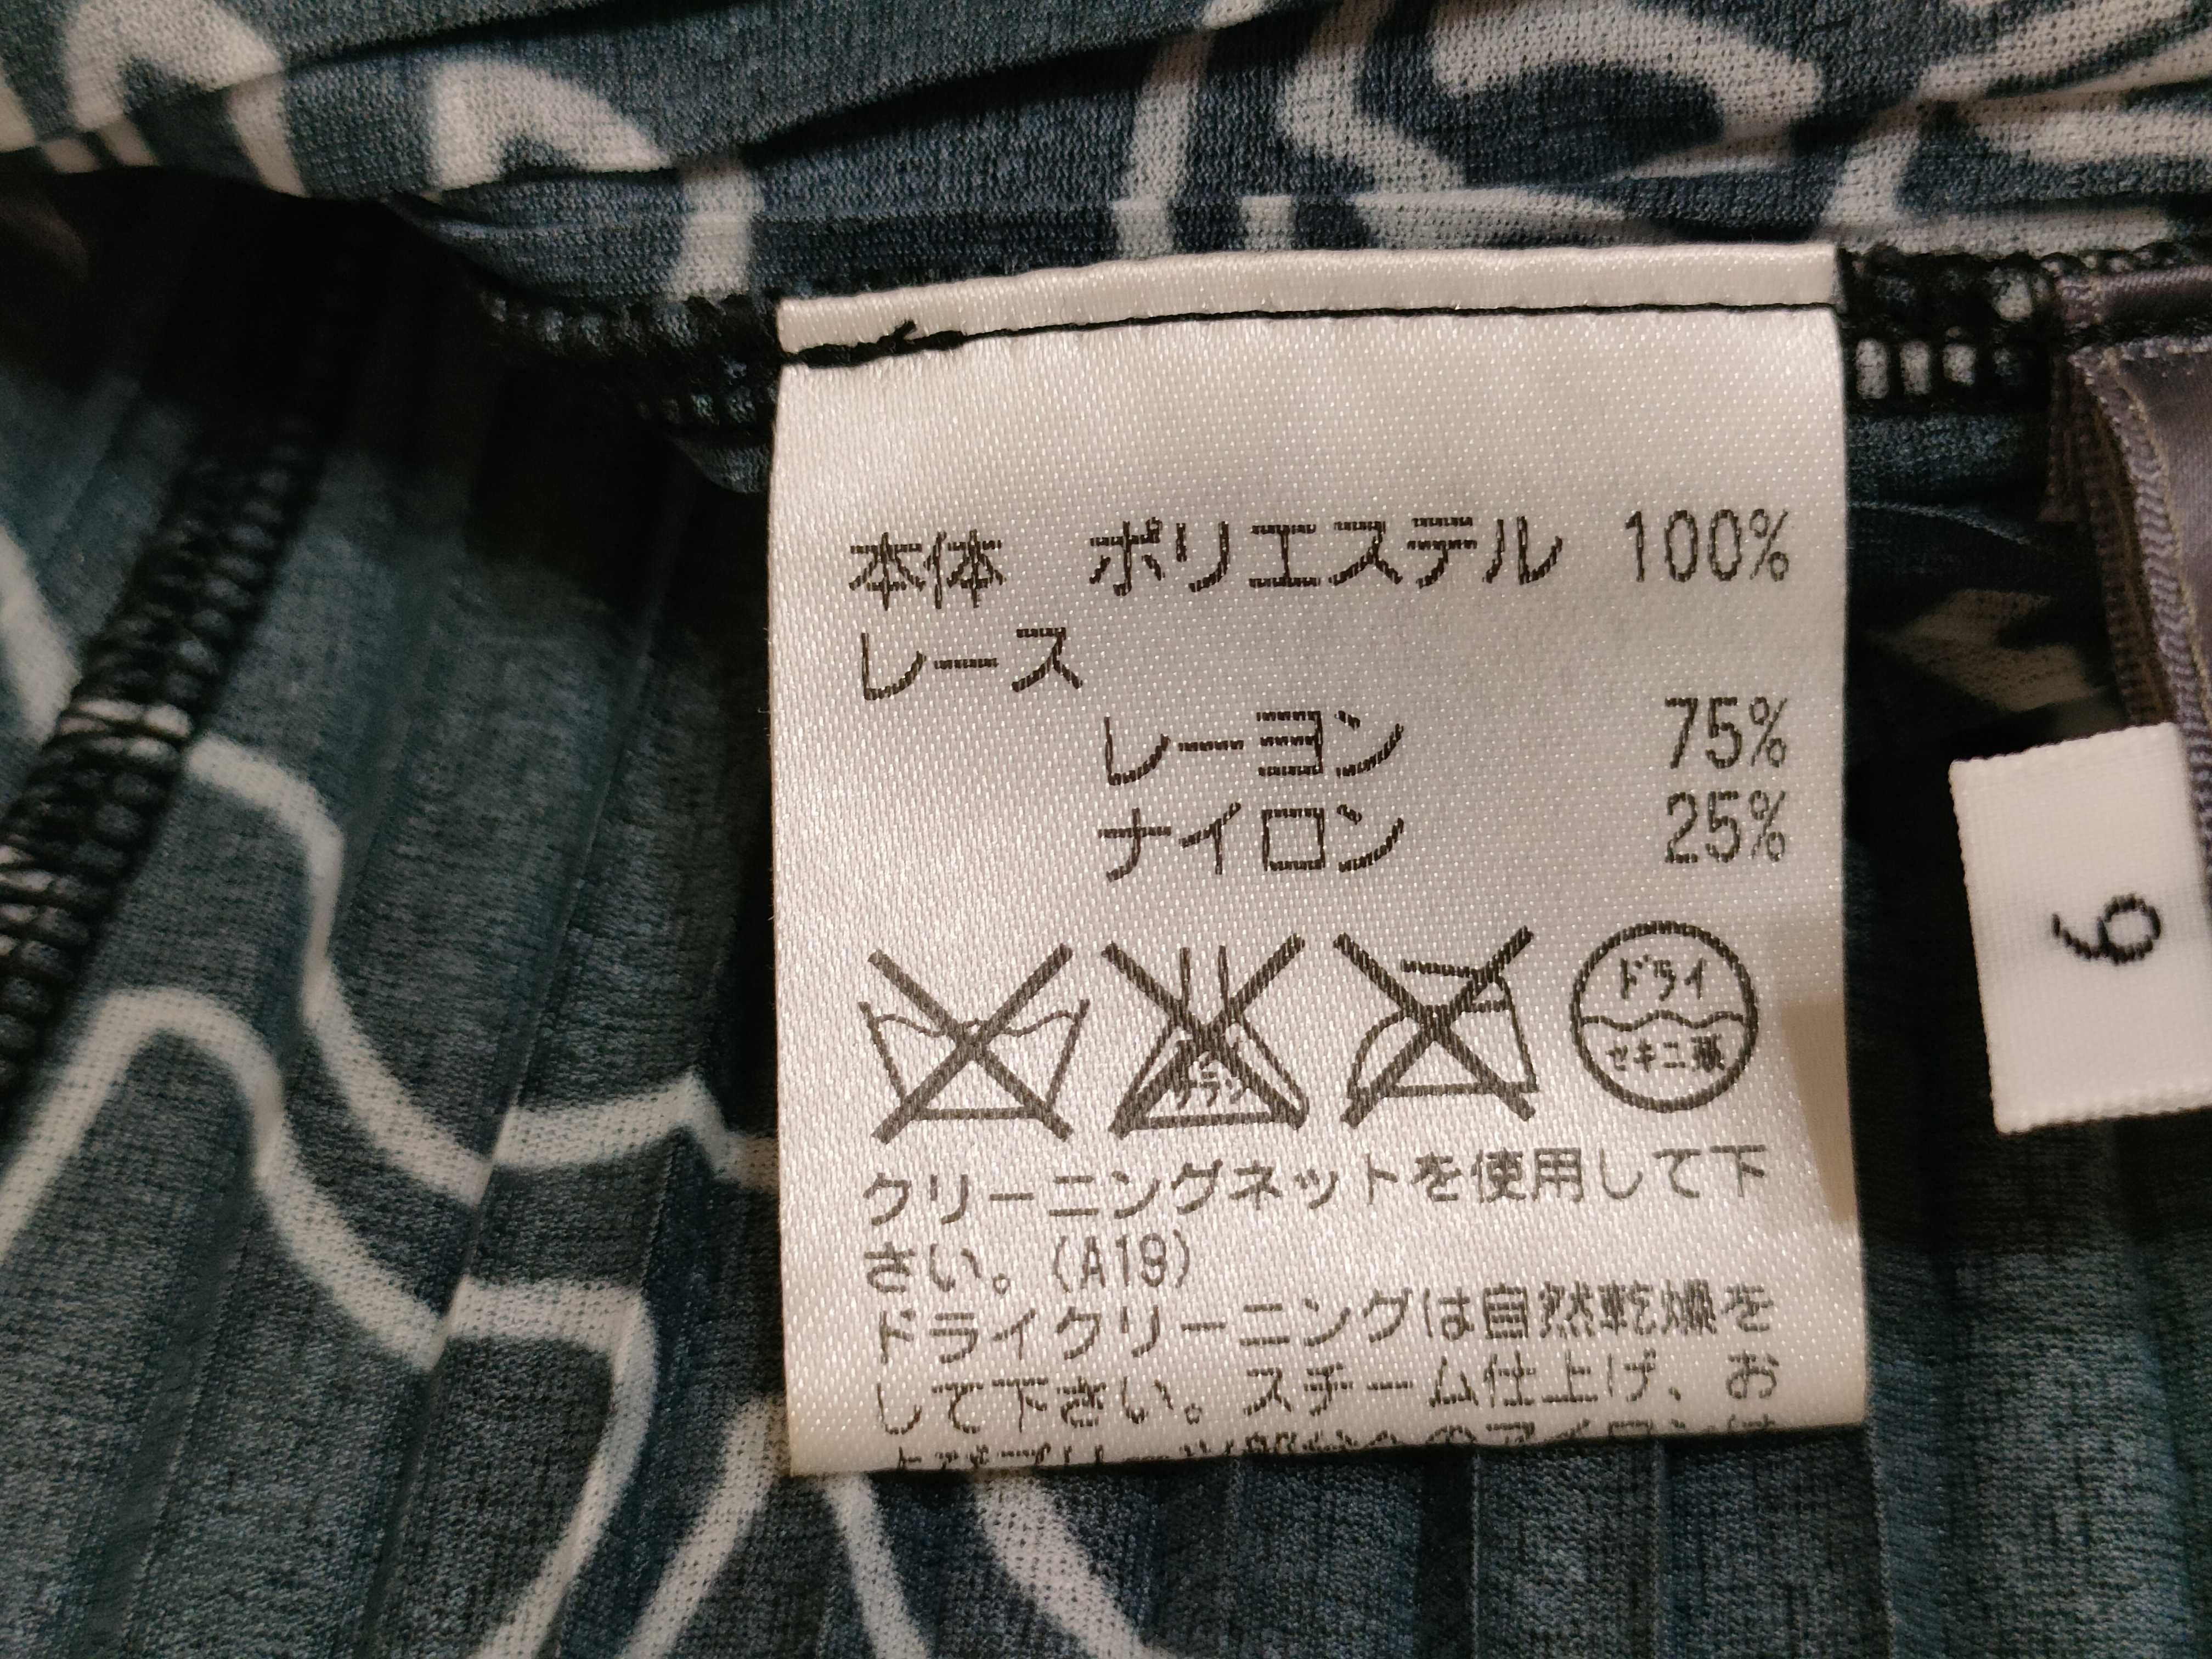 本体 ポリエステル 100%
レース
レーヨン 75%
ナイロン 25%
ドライ
セキユ系
クリーニングネットを使用して下
さい。(A19)
ドライクリーニングは自然乾燥を
して下さい。スチーム仕上げ、お
9